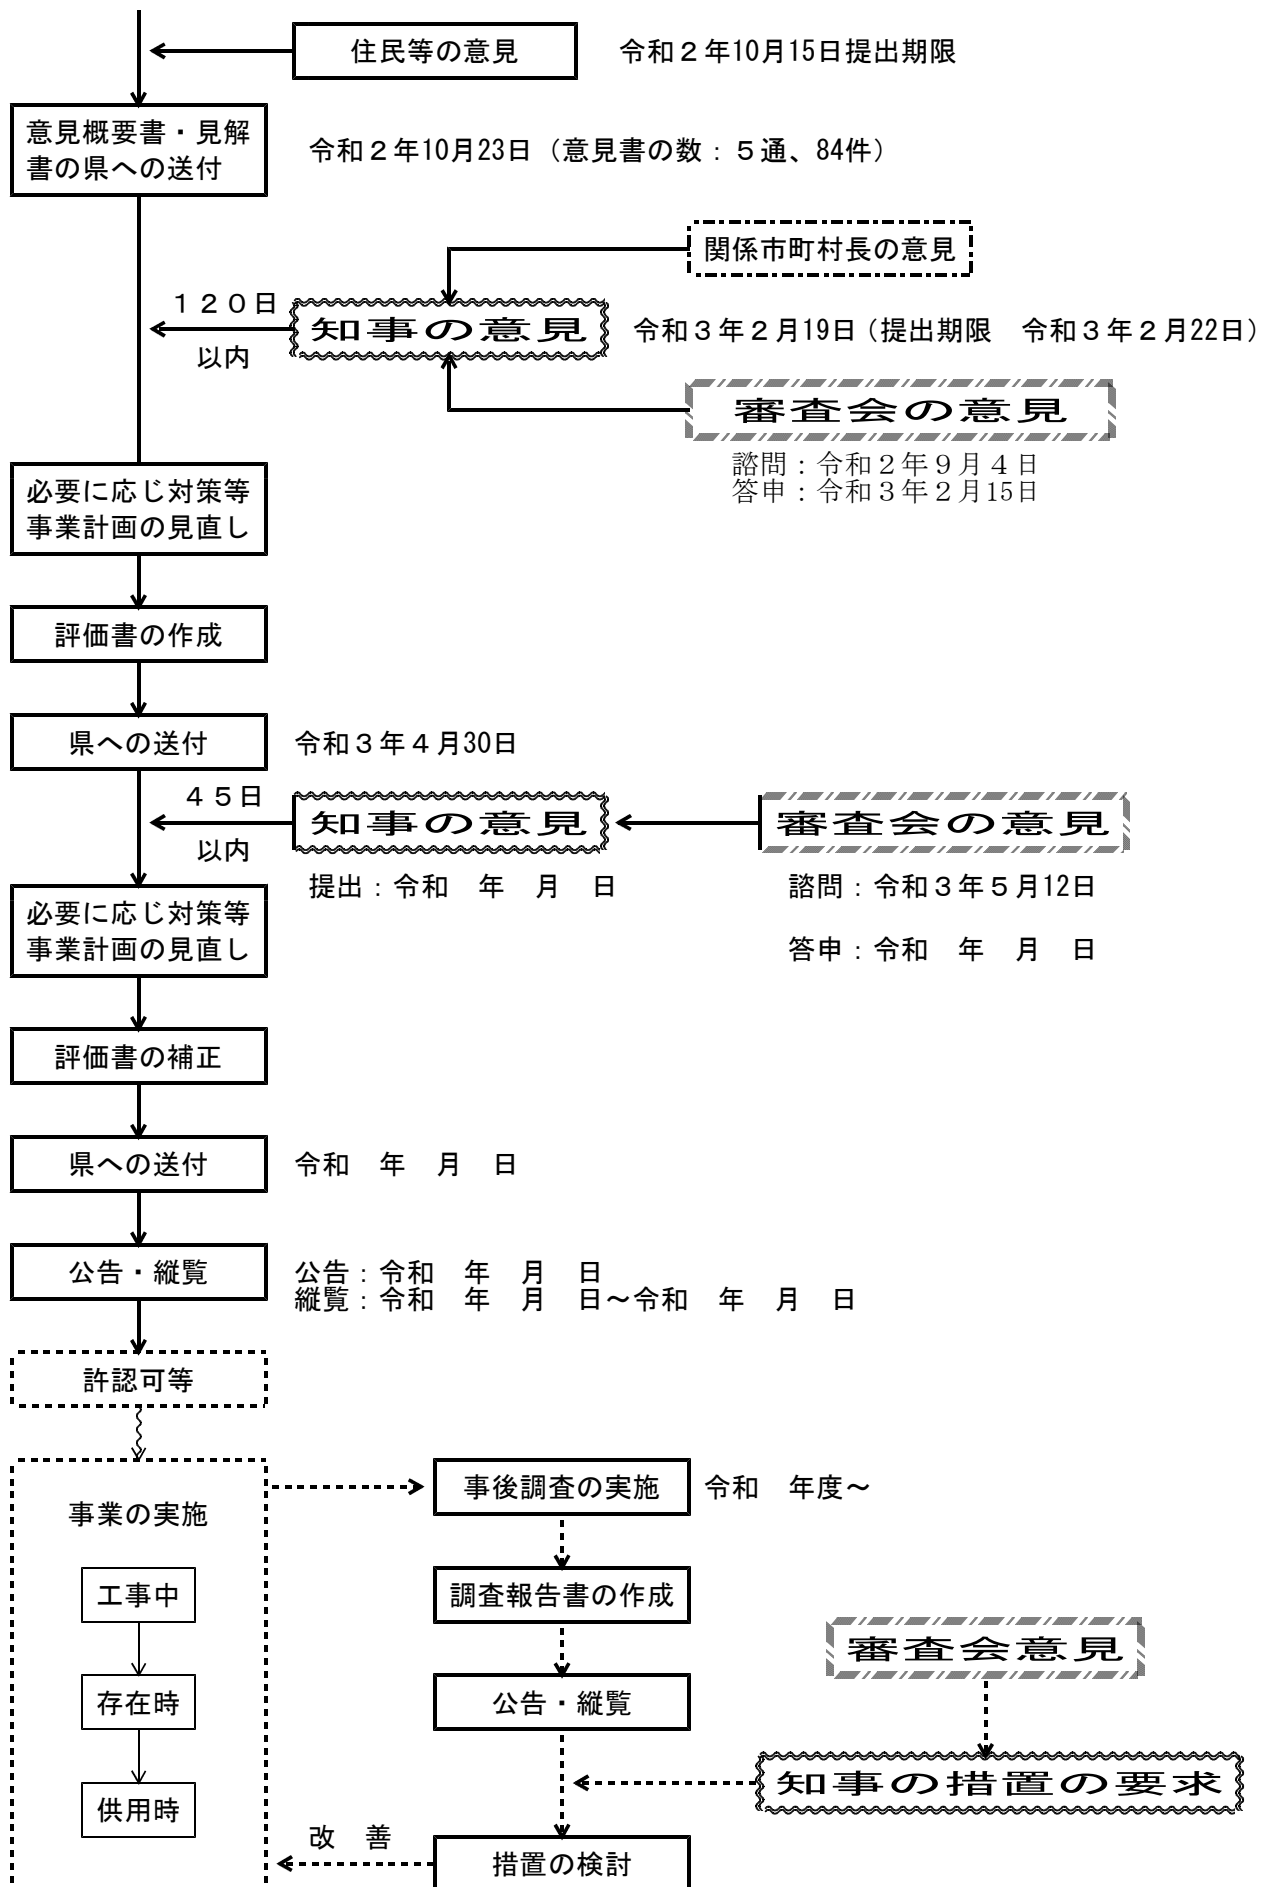 住民等の意見　令和２年10月15日提出期限
意見概要書・見解
書の県への送付
令和２年10月23日（意見書の数：５通、84件）
関係市町村長の意見
１２０日
以内
知事の意見
令和３年２月19日（提出期限　令和３年２月22日）
審査会の意見
諮問：令和２年９月４日
答申：令和３年２月15日
必要に応じ対策等
事業計画の見直し
評価書の作成
県への送付　令和３年４月30日
４５日
以内
知事の意見
提出：令和　年　月　日
審査会の意見
諮問：令和３年５月12日
答申：令和　年　月　日
必要に応じ対策等
事業計画の見直し
評価書の補正
県への送付　令和　年　月　日
公告・縦覧
公告：令和　年　月　日
縦覧：令和　年　月　日～令和　年　月　日
許認可等
事業の実施
工事中
存在時
供用時
事後調査の実施　令和　年度～
調査報告書の作成
審査会意見
公告・縦覧
知事の措置の要求
改　善
措置の検討